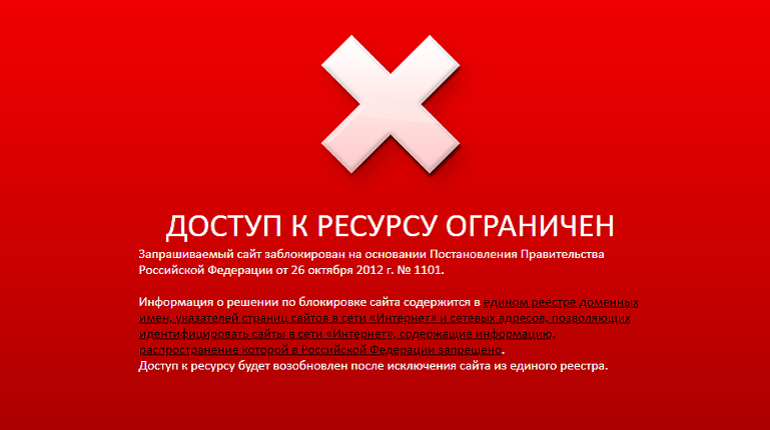 ДОСТУП К РЕСУРСУ ОГРАНИЧЕН
Запрашиваемый сайт заблокирован на основании Постановления Правительства
Российской Федерации от 26 октября 2012 г. № 1101.
Информация о решении по блокировке сайта содержится в едином реестре доменных
имен, указателей страниц сайтов в сети «Интернет» и сетевых адресов, позволяющих
идентифицировать сайты в сети «Интернет», содержащие информацию,
распространение которой в Российской Федерации запрещено.
Доступ к ресурсу будет возобновлен после исключения сайта из единого реестра.